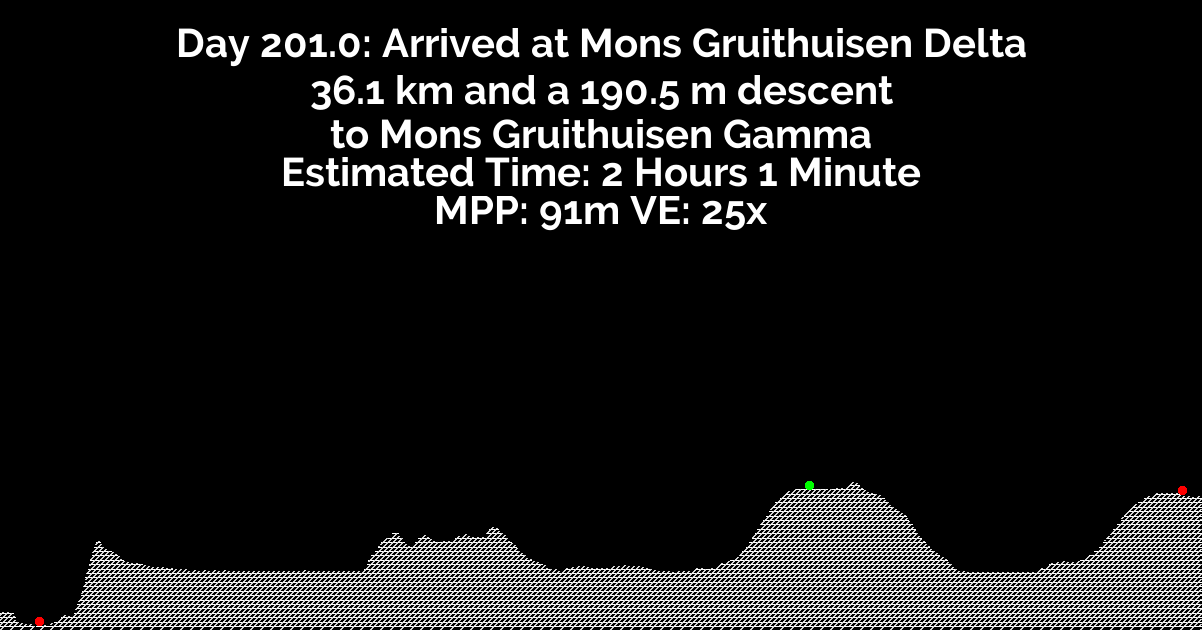 Day 201.0: Arrived at Mons Gruithuisen Delta
36.1 km and a 190.5 m descent
to Mons Gruithuisen Gamma
Estimated Time: 2 Hours 1 Minute
MPP: 91m VE: 25x